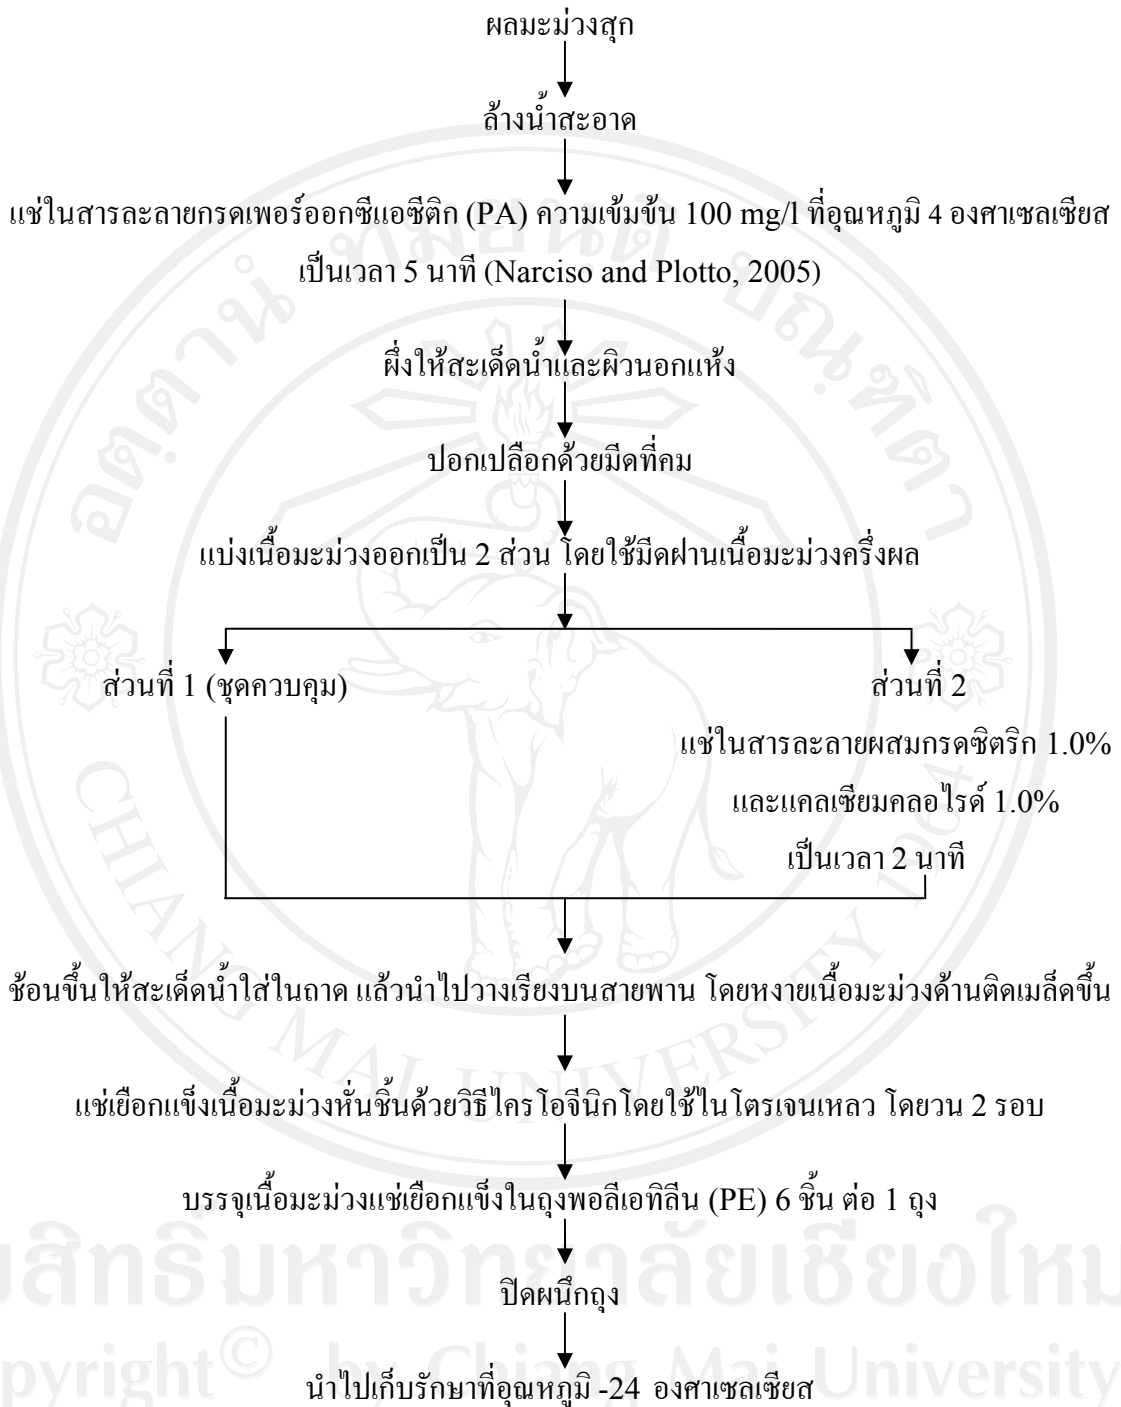 ผลมะม่วงสุก
ล้างน้ำสะอาด
แช่ในสารละลายกรดเพอร์ออกซีแอซีติก (PA) ความเข้มข้น 100 mg/l ที่อุณหภูมิ 4 องศาเซลเซียส
เป็นเวลา 5 นาที (Narciso and Plotto, 2005)
ผึ่งให้สะเด็ดน้ำและผิวนอกแห้ง
ปอกเปลือกด้วยมีดที่คม
แบ่งเนื้อมะม่วงออกเป็น 2 ส่วน โดยใช้มีดฝานเนื้อมะม่วงครึ่งผล
ส่วนที่ 1 (ชุดควบคุม)
ส่วนที่ 2
แช่ในสารละลายผสมกรดซิตริก 1.0%
และแคลเซียมคลอไรด์ 1.0%
เป็นเวลา 2 นาที
ช้อนขึ้นให้สะเด็ดน้ำใส่ในถาด แล้วนำไปวางเรียงบนสายพาน โดยหงายเนื้อมะม่วงด้านติดเมล็ดขึ้น
แช่เยือกแข็งเนื้อมะม่วงหั่นชิ้นด้วยวิธีไครโอจีนิกโดยใช้ไนโตรเจนเหลว โดยวน 2 รอบ
บรรจุเนื้อมะม่วงแช่เยือกแข็งในถุงพอลีเอทิลีน (PE) 6 ชิ้น ต่อ 1 ถุง
ปิดผนึกถุง
นำไปเก็บรักษาที่อุณหภูมิ -24 องศาเซลเซียส
CHIANG MAI UNIVERSITY 1964
สิทธิ์มหาวิทยาลัยเชียงใหม
pyright© by Chiang Mai University